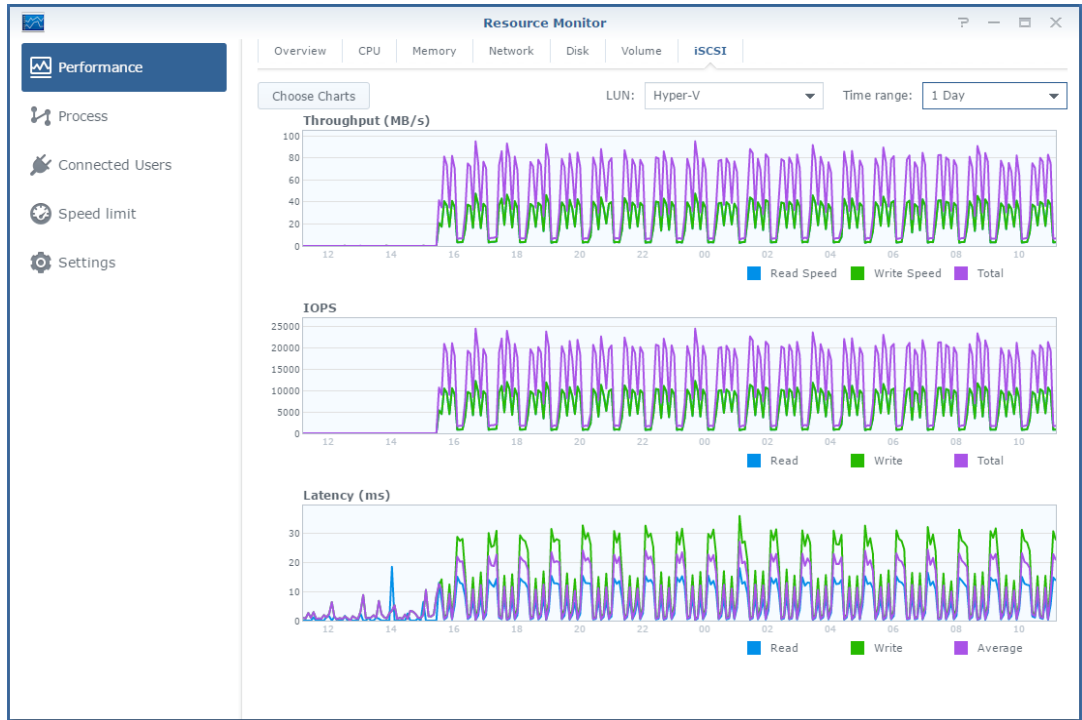 Resource Monitor
Performance
Process
Connected Users
Speed limit
Settings
Overview CPU Memory Network Disk Volume iSCSI
Choose Charts LUN: Hyper-V Time range: 1 Day
Throughput (MB/s)
100
80
60
40
20
0
12 14 16 18 20 22 00 02 04 06 08 10
Read Speed Write Speed Total
IOPS
25000
20000
15000
10000
5000
0
12 14 16 18 20 22 00 02 04 06 08 10
Read Write Total
Latency (ms)
30
20
10
0
12 14 16 18 20 22 00 02 04 06 08 10
Read Write Average